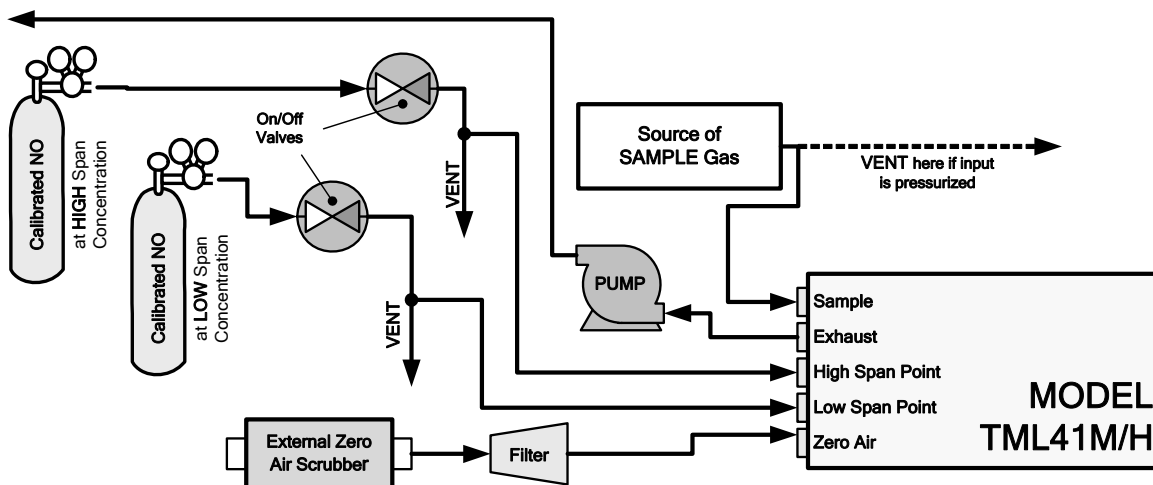 On/Off
Valves
Calibrated NO
at HIGH Span
Concentration
Calibrated NO
at LOW Span
Concentration
VENT
VENT
Source of
SAMPLE Gas
VENT here if input
is pressurized
PUMP
Sample
Exhaust
High Span Point
Low Span Point
Zero Air
MODEL
TML41M/H
External Zero
Air Scrubber
Filter